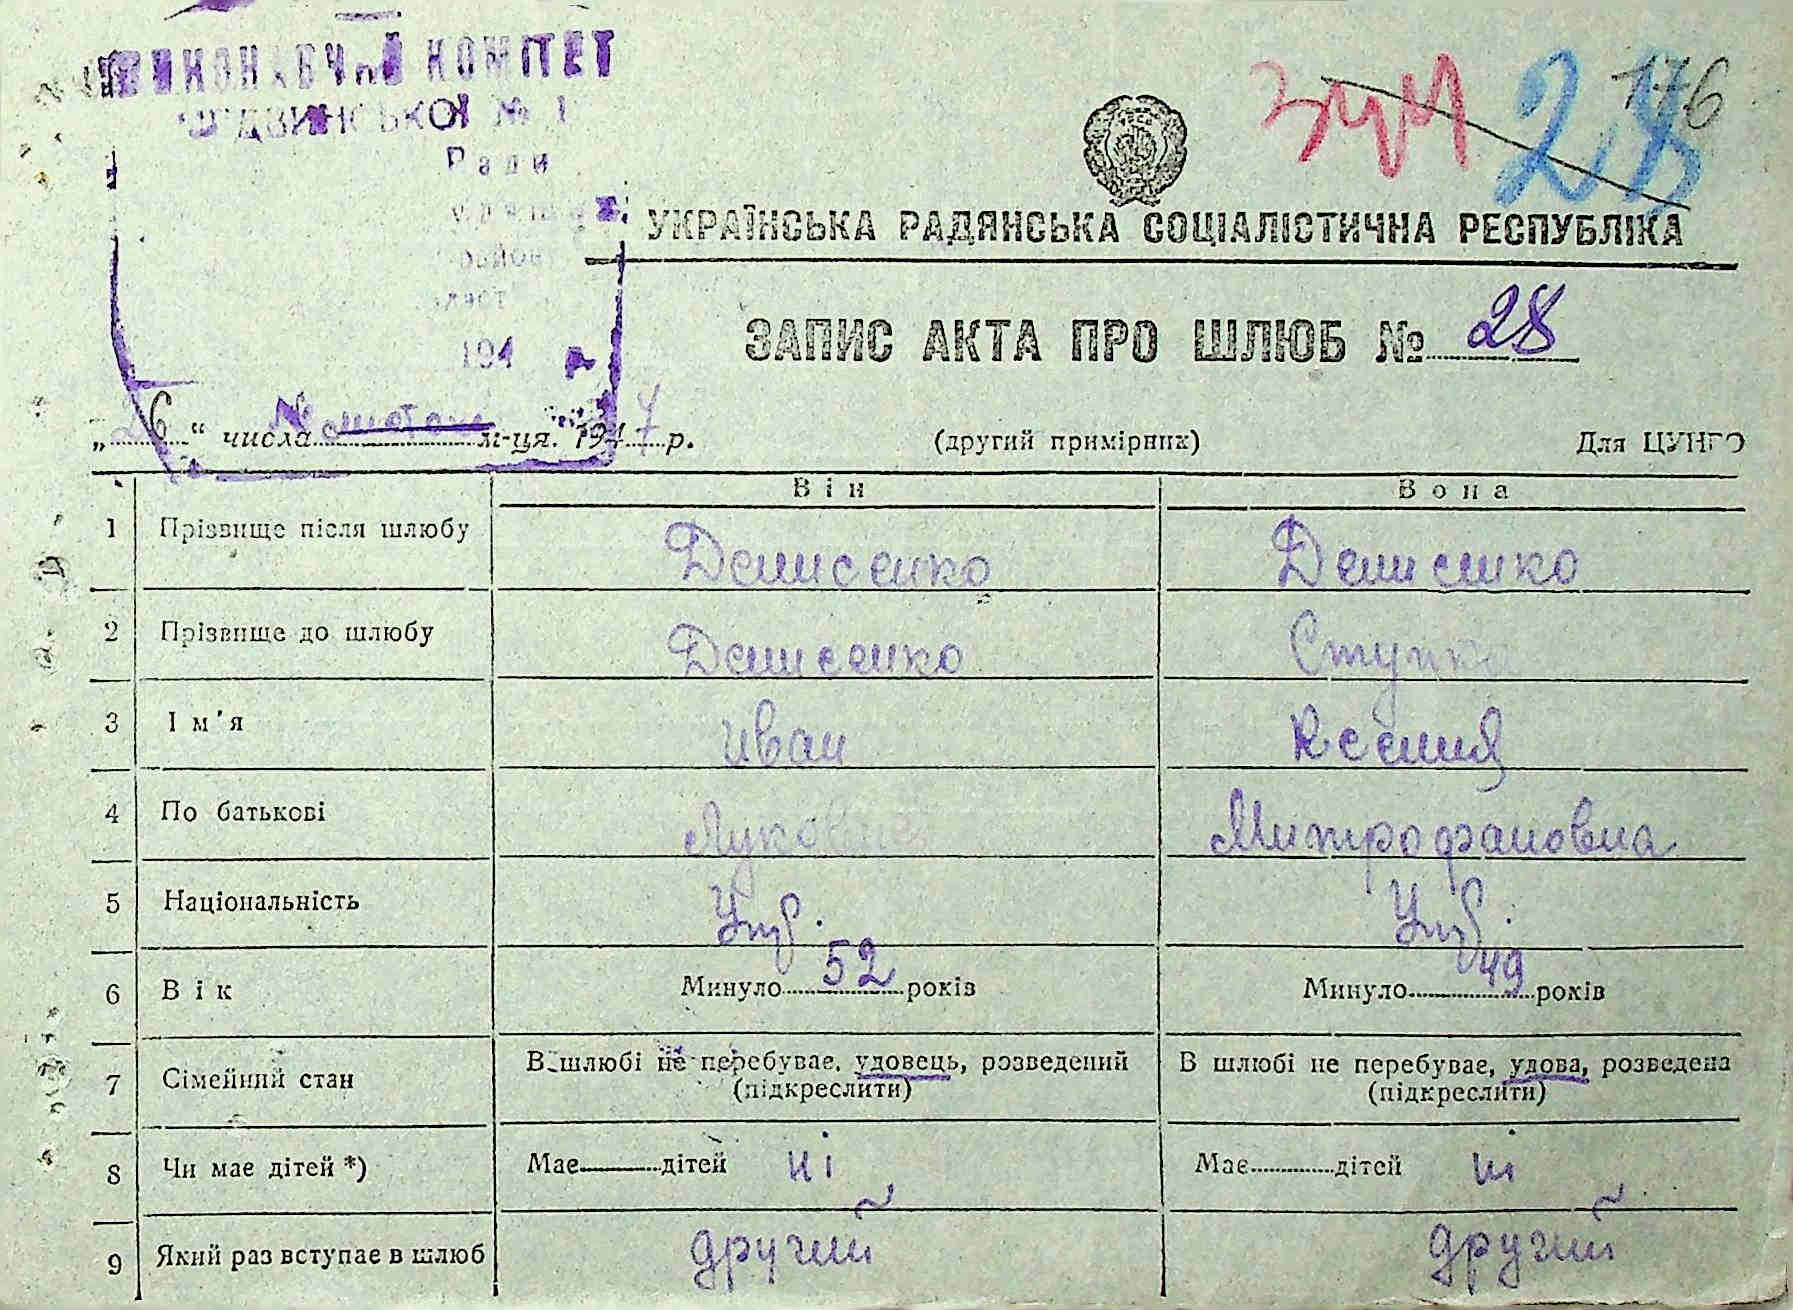 КОМІТЕТ
Ради
176
28
УКРАЇНСЬКА РАДЯНСЬКА СОЦІАЛІСТИЧНА РЕСПУБЛІКА
ЗАПИС АКТА ПРО ШЛЮБ № 28
194
„26“ числа м-ця 1947 р. (другий примірник) Для ЦУНГО
Він Вона
1 Прізвище після шлюбу Денисенко Денисенко
2 Прізвище до шлюбу Денисенко Ступка
3 Ім'я Иван Ксения
4 По батькові Митрофановна
5 Національність Укр. Укр.
6 Вік Минуло 52 років Минуло 49 років
7 Сімейний стан В шлюбі не перебуває, удовець, розведений В шлюбі не перебуває, удова, розведена
(підкреслити) (підкреслити)
8 Чи має дітей *) Має дітей ні Має дітей ні
9 Який раз вступає в шлюб другий другий